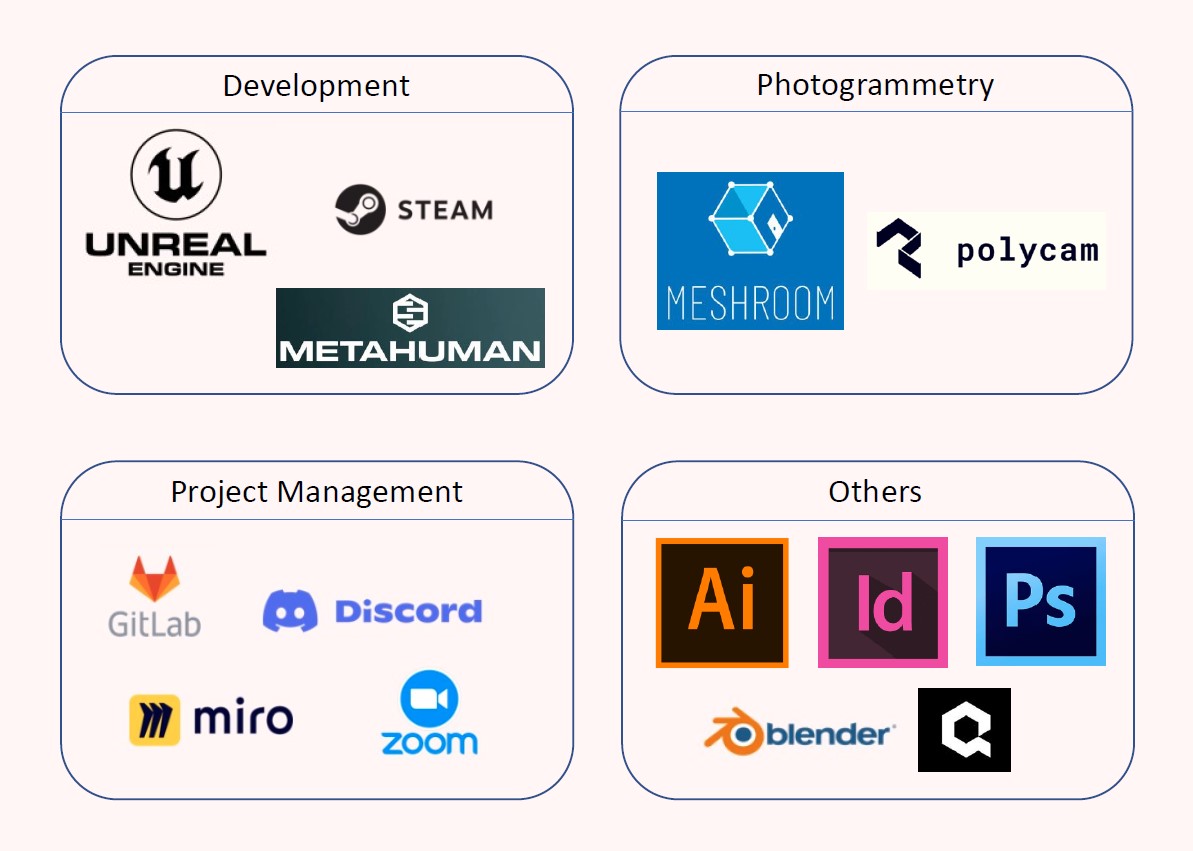 Development
UNREAL
ENGINE
STEAM
METAHUMAN
Photogrammetry
MESHROOM
polycam
Project Management
GitLab
Discord
miro
zoom
Others
Ai
Id
Ps
blender